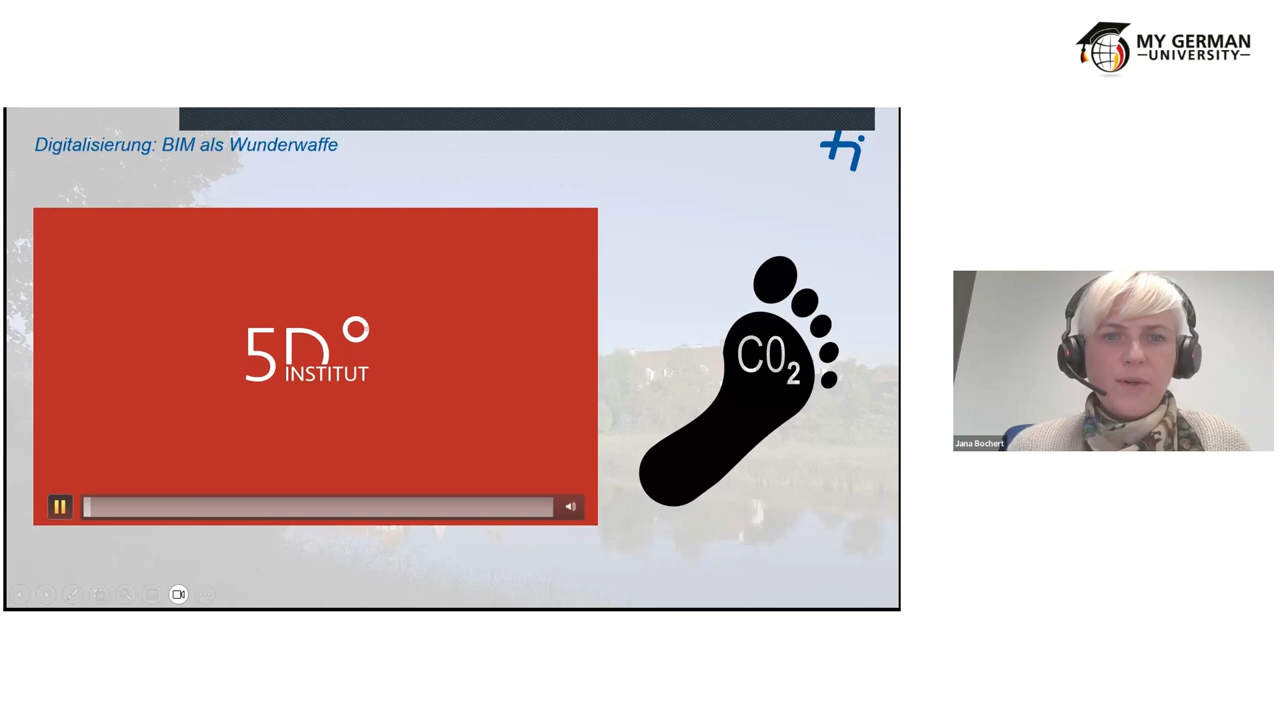 MY GERMAN
UNIVERSITY
Digitalisierung: BIM als Wunderwaffe
5D
INSTITUT
CO2
Jana Bochert